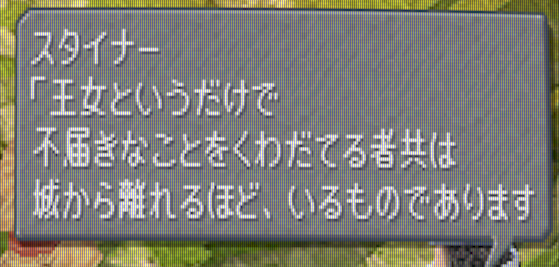 スタイナー
「王女というだけで
不届きなことをくわだてる者共は
城から離れるほど、いるものであります